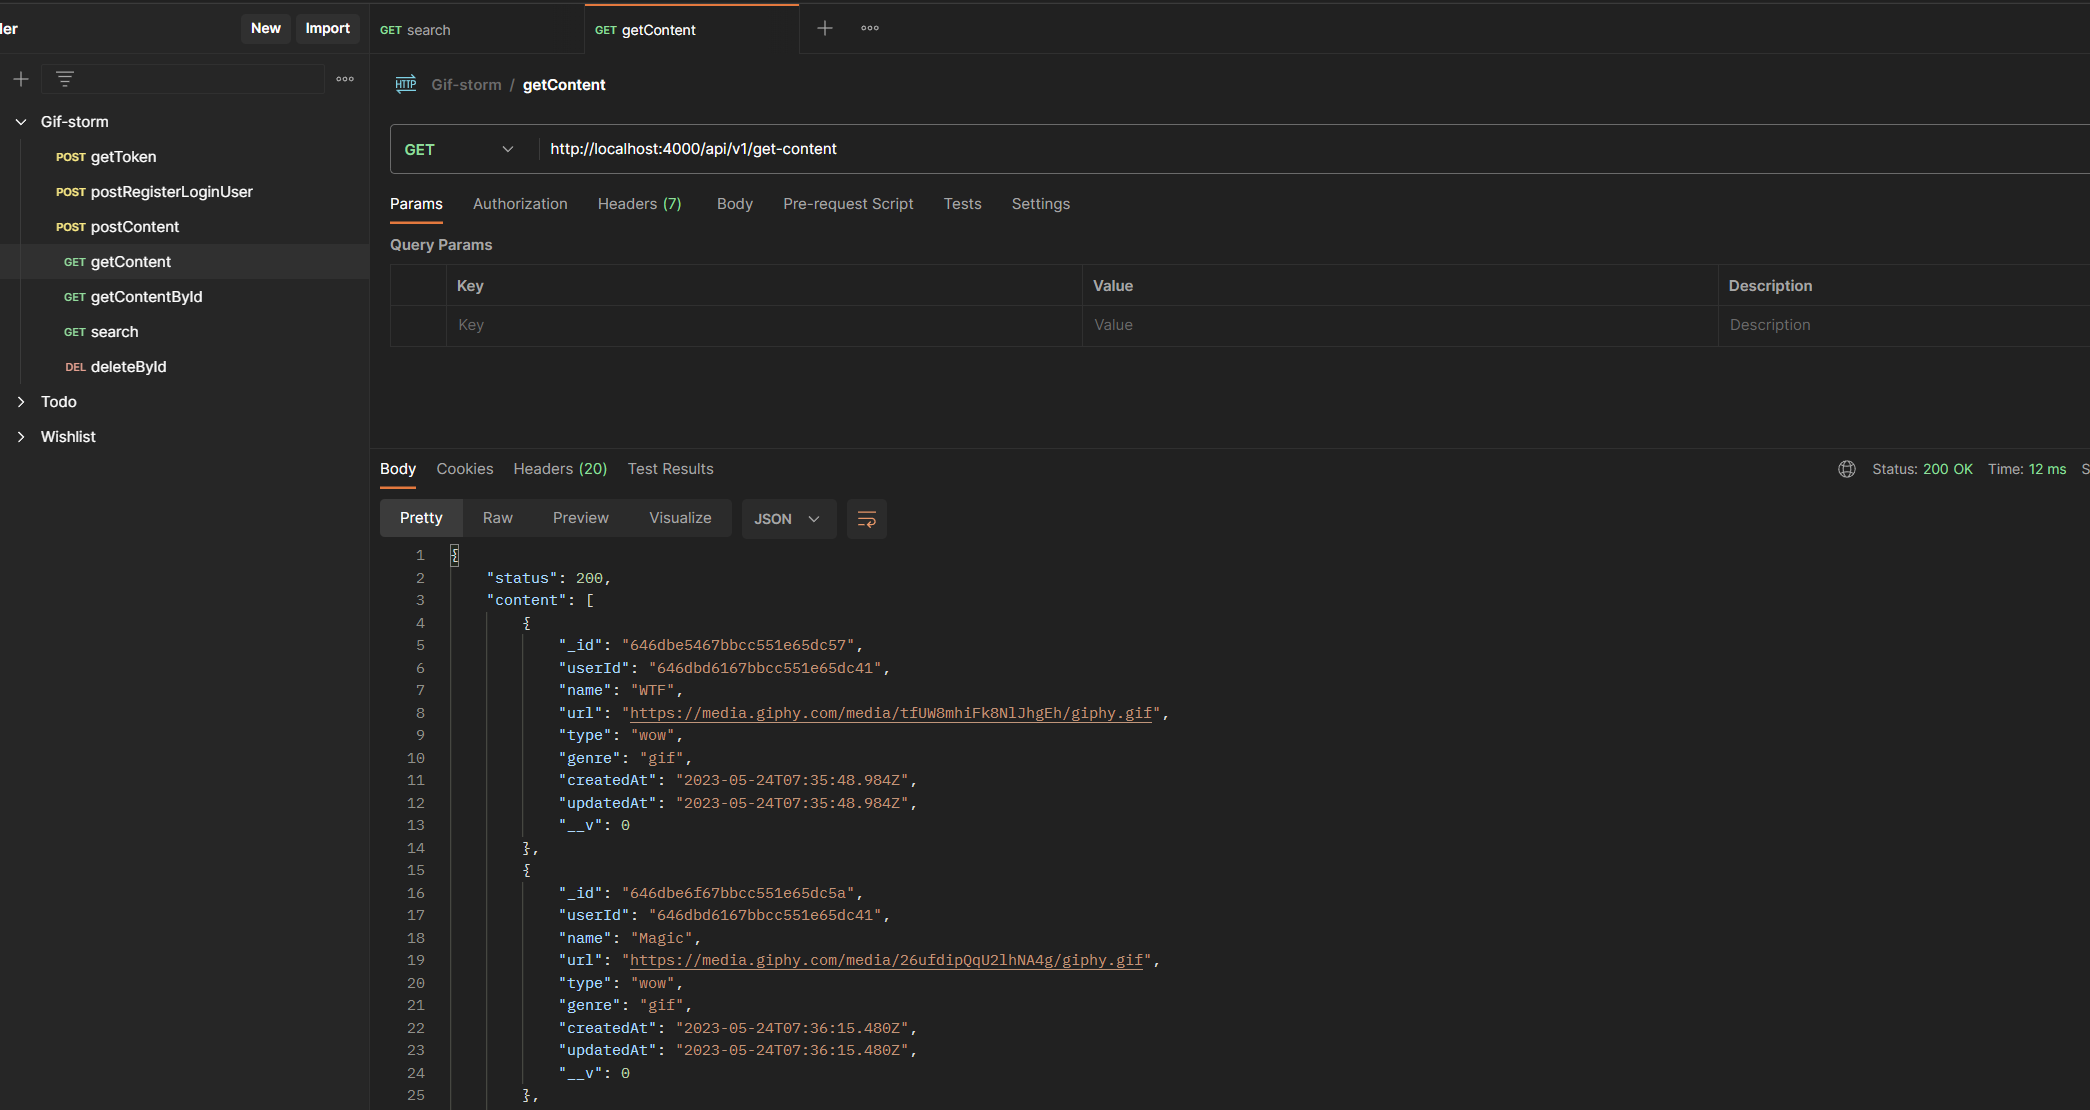 ler
New
Import
GET search
GET getContent
Gif-storm
POST getToken
POST postRegisterLoginUser
POST postContent
GET getContent
GET getContentById
GET search
DEL deleteById
Todo
Wishlist
HTTP Gif-storm / getContent
GET http://localhost:4000/api/v1/get-content
Params Authorization Headers (7) Body Pre-request Script Tests Settings
Query Params
Key Value Description
Key Value Description
Body Cookies Headers (20) Test Results
Status: 200 OK Time: 12 ms S
Pretty Raw Preview Visualize JSON
1 {
2 "status": 200,
3 "content": [
4 {
5 "_id": "646dbe5467bbcc551e65dc57",
6 "userId": "646dbd6167bbcc551e65dc41",
7 "name": "WTF",
8 "url": "https://media.giphy.com/media/tfUW8mhiFk8NlJhgEh/giphy.gif",
9 "type": "wow",
10 "genre": "gif",
11 "createdAt": "2023-05-24T07:35:48.984Z",
12 "updatedAt": "2023-05-24T07:35:48.984Z",
13 "__v": 0
14 },
15 {
16 "_id": "646dbe6f67bbcc551e65dc5a",
17 "userId": "646dbd6167bbcc551e65dc41",
18 "name": "Magic",
19 "url": "https://media.giphy.com/media/26ufdipQqU2lhNA4g/giphy.gif",
20 "type": "wow",
21 "genre": "gif",
22 "createdAt": "2023-05-24T07:36:15.480Z",
23 "updatedAt": "2023-05-24T07:36:15.480Z",
24 "__v": 0
25 },